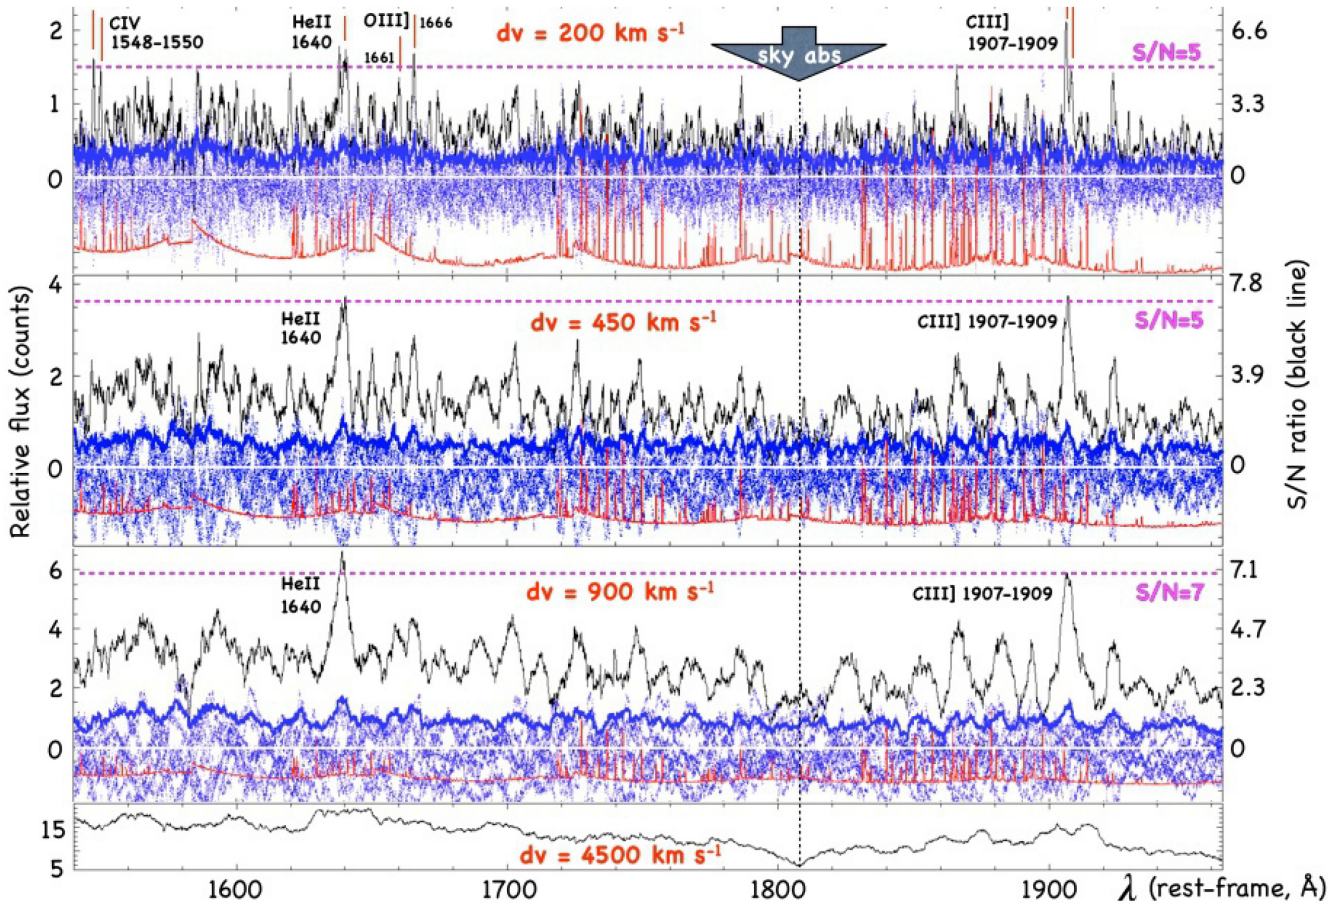 CIV
1548-1550
HeII
1640
OIII] 1666
1661
dv = 200 km s⁻¹
sky abs
CIII]
1907-1909
S/N=5
2
1
0
6.6
3.3
0
HeII
1640
dv = 450 km s⁻¹
CIII] 1907-1909
S/N=5
4
2
0
7.8
3.9
0
HeII
1640
dv = 900 km s⁻¹
CIII] 1907-1909
S/N=7
6
4
2
0
7.1
4.7
2.3
0
15
5
dv = 4500 km s⁻¹
Relative flux (counts)
S/N ratio (black line)
1600 1700 1800 1900 λ (rest-frame, Å)